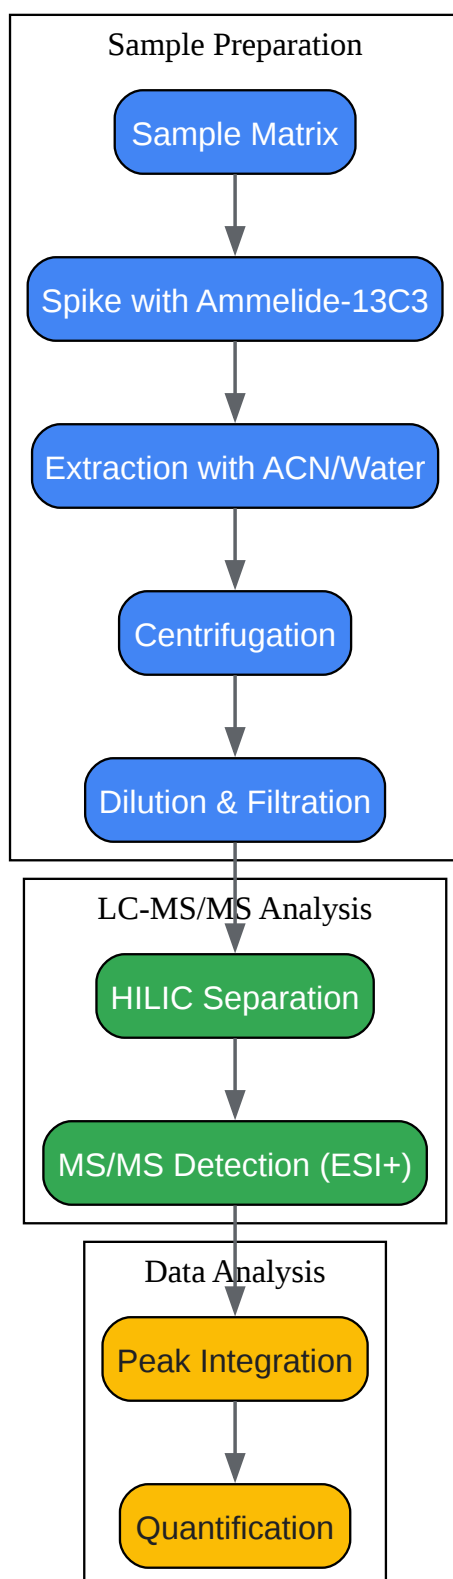 Sample Preparation
Sample Matrix
Spike with Ammelide-13C3
Extraction with ACN/Water
Centrifugation
Dilution & Filtration
LC-MS/MS Analysis
HILIC Separation
MS/MS Detection (ESI+)
Data Analysis
Peak Integration
Quantification